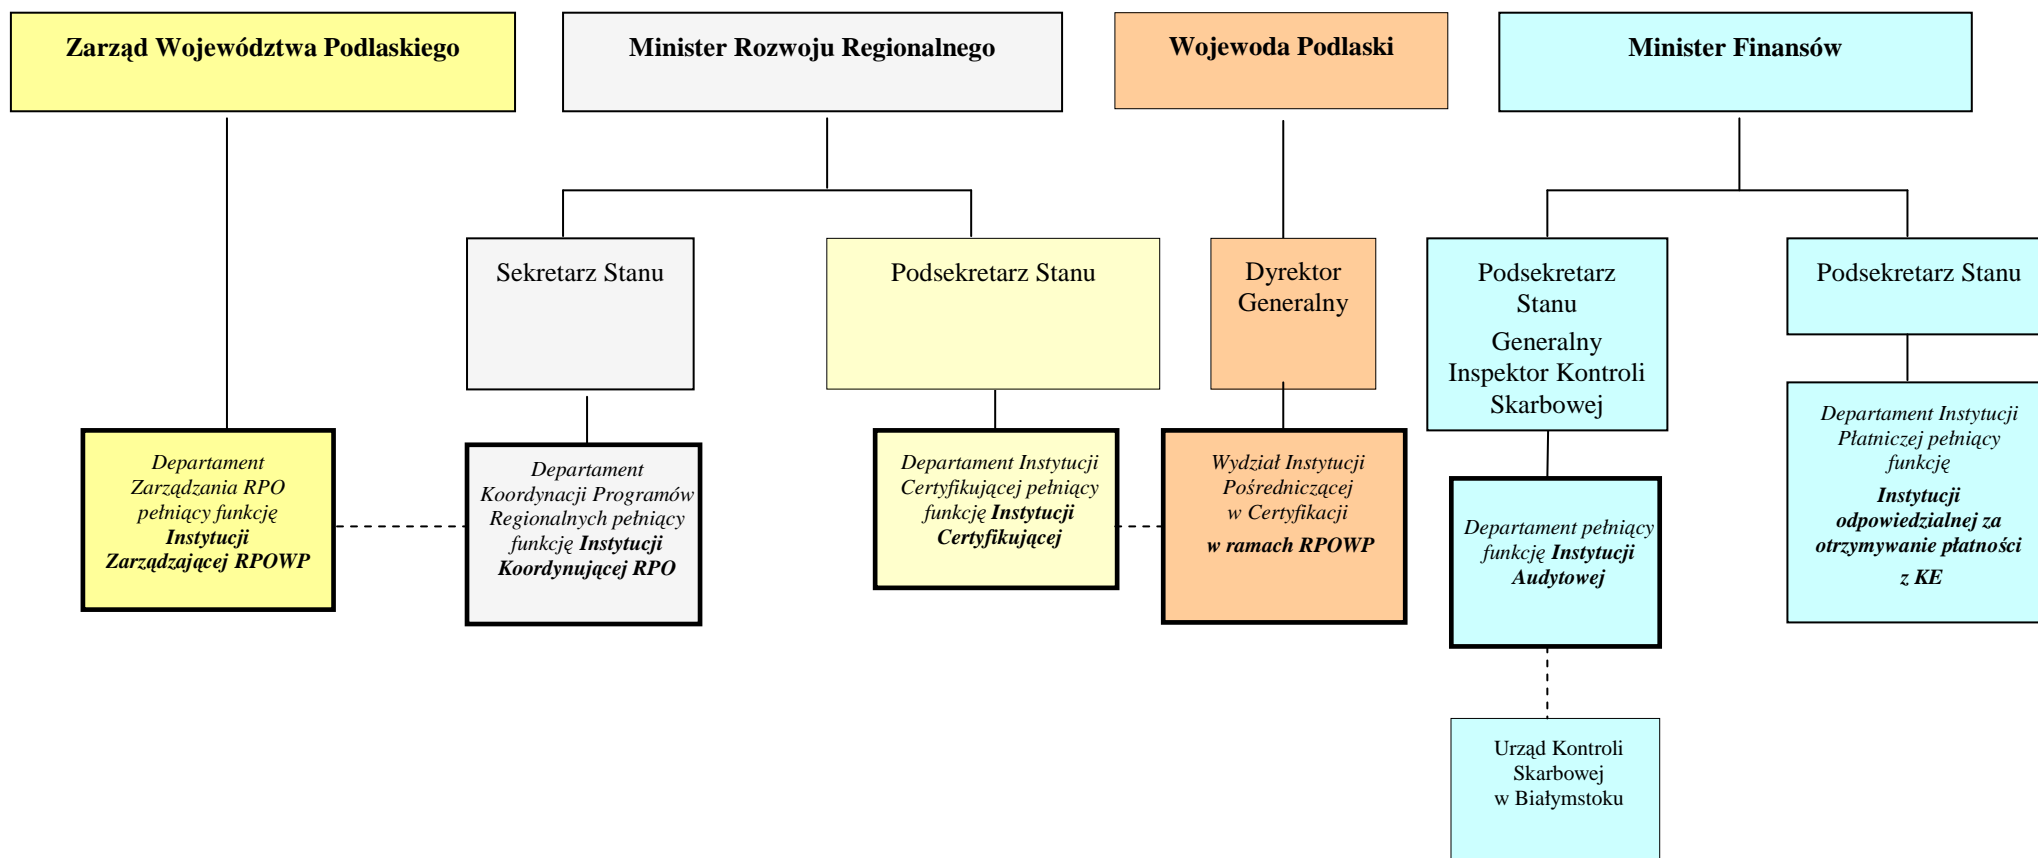 Zarząd Województwa Podlaskiego
Minister Rozwoju Regionalnego
Wojewoda Podlaski
Minister Finansów
Sekretarz Stanu
Podsekretarz Stanu
Dyrektor
Generalny
Podsekretarz
Stanu
Generalny
Inspektor Kontroli
Skarbowej
Podsekretarz Stanu
Departament
Zarządzania RPO
pełniący funkcję
Instytucji
Zarządzającej RPOWP
Departament
Koordynacji Programów
Regionalnych pełniący
funkcję Instytucji
Koordynującej RPO
Departament Instytucji
Certyfikującej pełniący
funkcję Instytucji
Certyfikującej
Wydział Instytucji
Pośredniczącej
w Certyfikacji
w ramach RPOWP
Departament pełniący
funkcję Instytucji
Audytowej
Departament Instytucji
Płatniczej pełniący
funkcję
Instytucji
odpowiedzialnej za
otrzymywanie płatności
z KE
Urząd Kontroli
Skarbowej
w Białymstoku